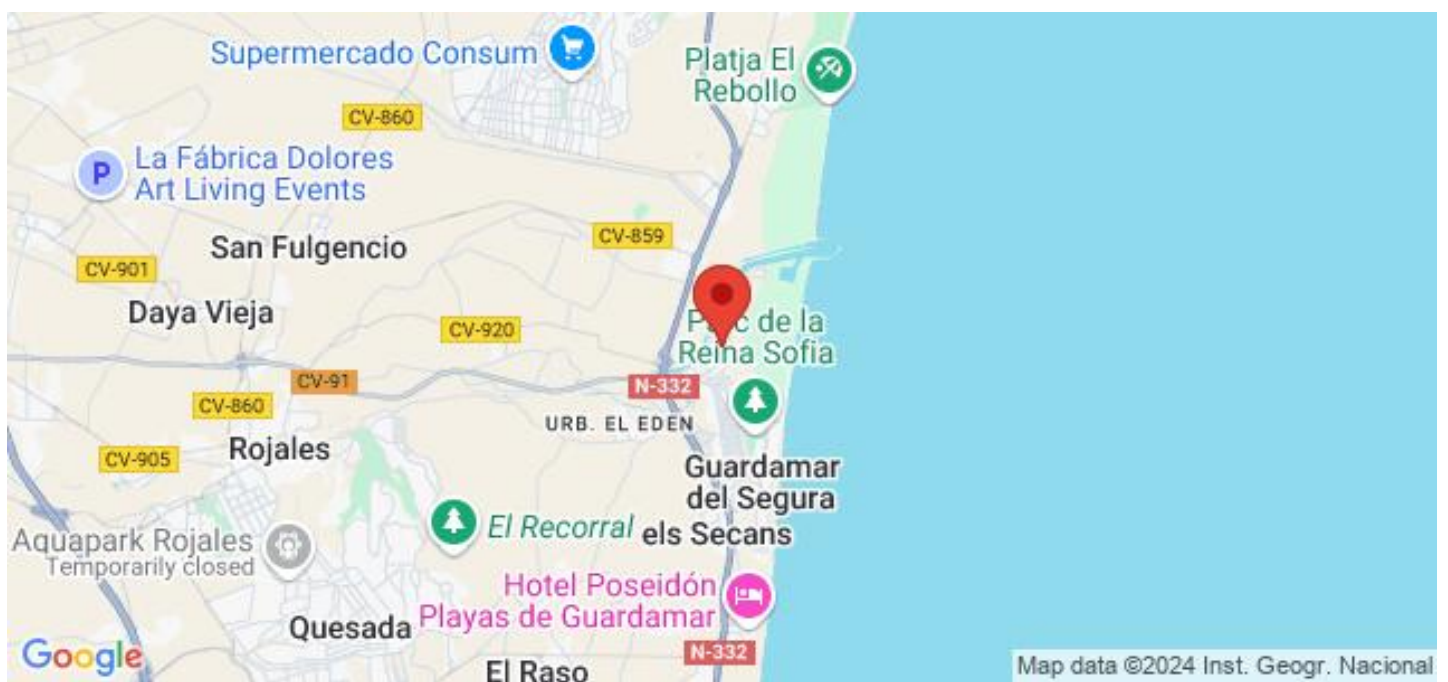 Supermercado Consum
Platja El
Rebollo
CV-860
La Fábrica Dolores
Art Living Events
P
San Fulgencio
CV-859
CV-901
Daya Vieja
CV-920
Parc de la
Reina Sofia
CV-91
N-332
CV-860
URB. EL EDEN
Rojales
CV-905
Guardamar
del Segura
El Recorral
els Secans
Aquapark Rojales
Temporarily closed
Hotel Poseidón
Playas de Guardamar
Quesada
N-332
El Raso
Google
Map data ©2024 Inst. Geogr. Nacional